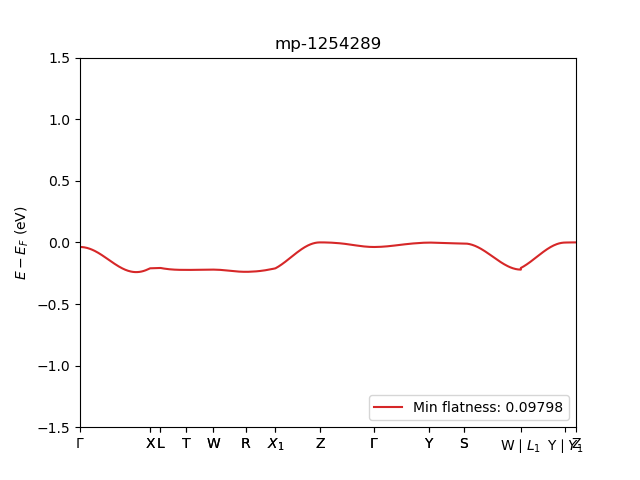 mp-1254289
E − E_F (eV)
1.5
1.0
0.5
0.0
−0.5
−1.0
−1.5
Min flatness: 0.09798
Γ X L T W R X₁ Z Γ Y S W | L₁ Y | Y₁ Z